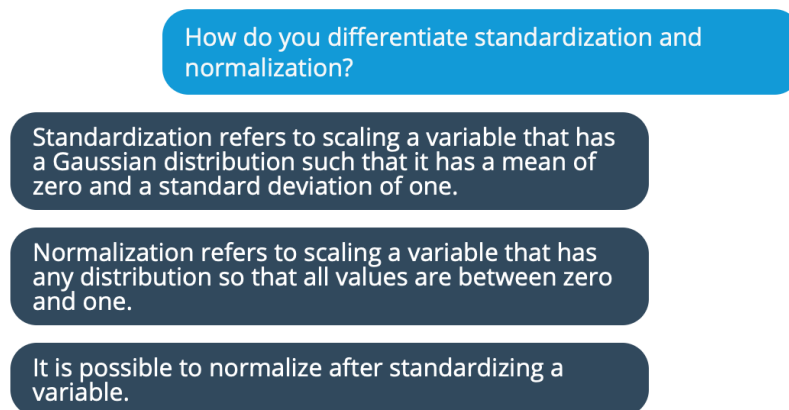 How do you differentiate standardization and
normalization?
Standardization refers to scaling a variable that has
a Gaussian distribution such that it has a mean of
zero and a standard deviation of one.
Normalization refers to scaling a variable that has
any distribution so that all values are between zero
and one.
It is possible to normalize after standardizing a
variable.